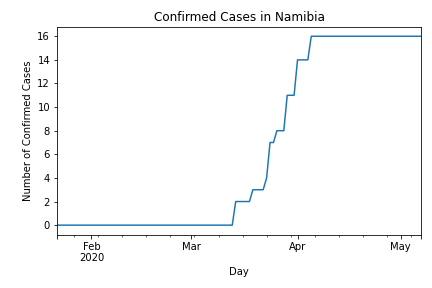 Confirmed Cases in Namibia
Number of Confirmed Cases
16
14
12
10
8
6
4
2
0
Feb
2020
Mar
Apr
May
Day